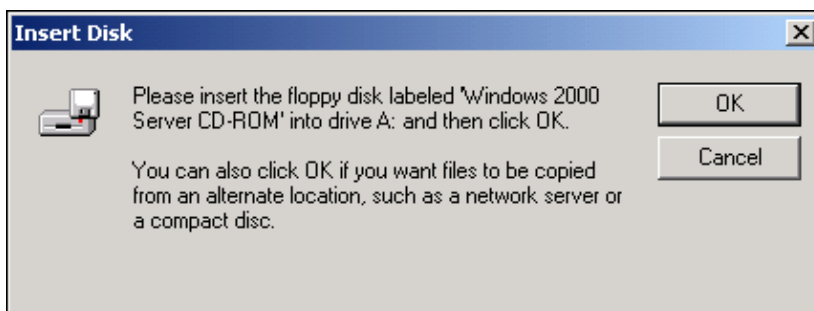 Insert Disk
Please insert the floppy disk labeled 'Windows 2000
Server CD-ROM' into drive A: and then click OK.
You can also click OK if you want files to be copied
from an alternate location, such as a network server or
a compact disc.
OK
Cancel